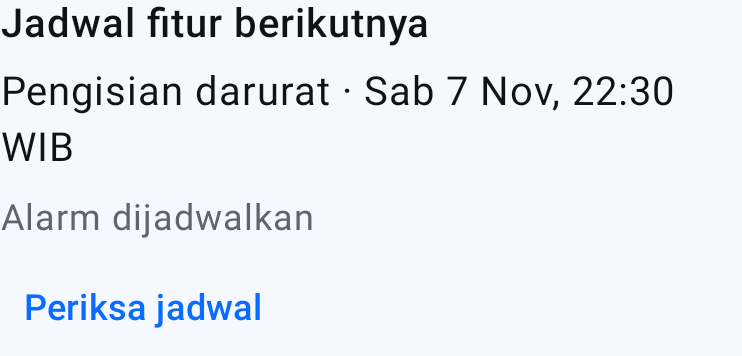 Jadwal fitur berikutnya
Pengisian darurat · Sab 7 Nov, 22:30
WIB
Alarm dijadwalkan
Periksa jadwal